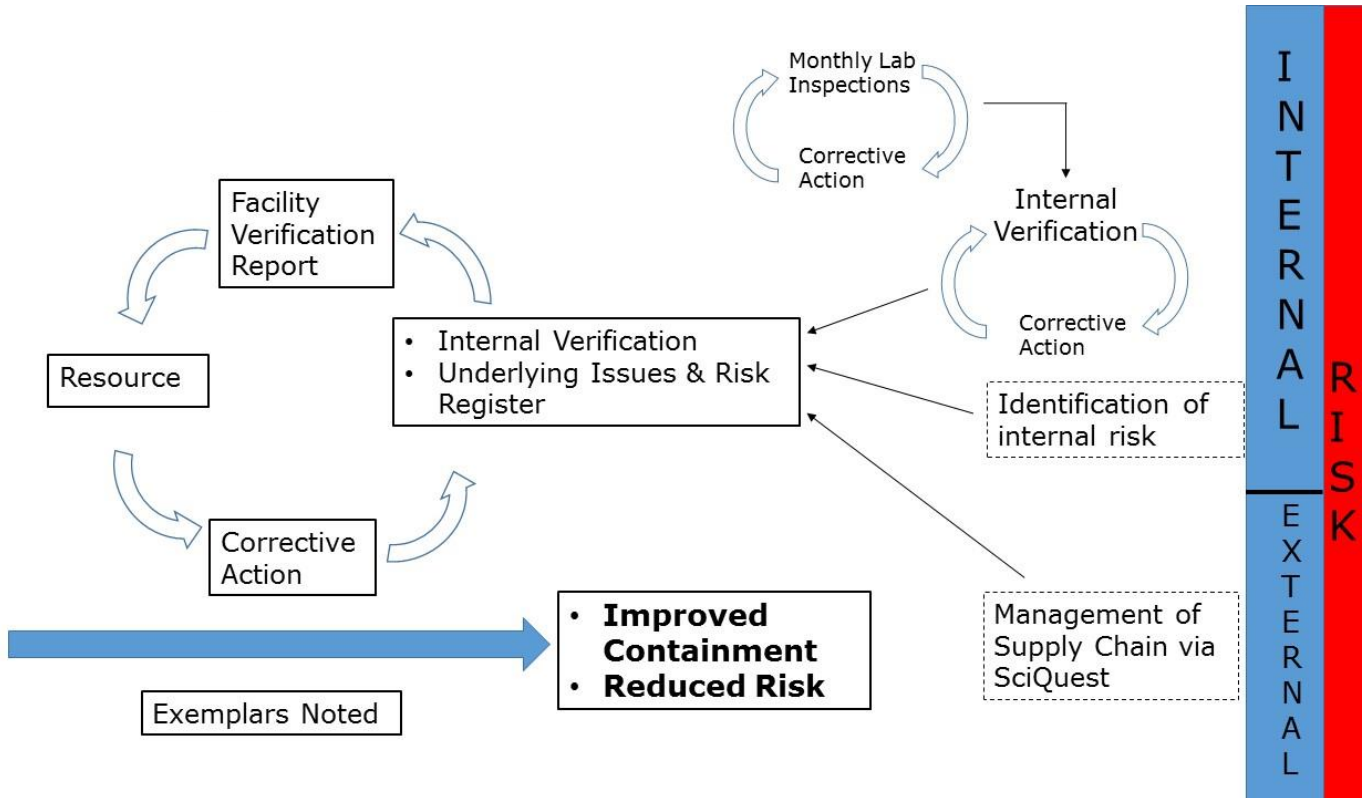 Monthly Lab
Inspections
Corrective
Action
Internal
Verification
Corrective
Action
Facility
Verification
Report
Resource
Corrective
Action
• Internal Verification
• Underlying Issues & Risk
Register
Identification of
internal risk
Management of
Supply Chain via
SciQuest
• Improved
Containment
• Reduced Risk
Exemplars Noted
INTERNAL
EXTERNAL
RISK